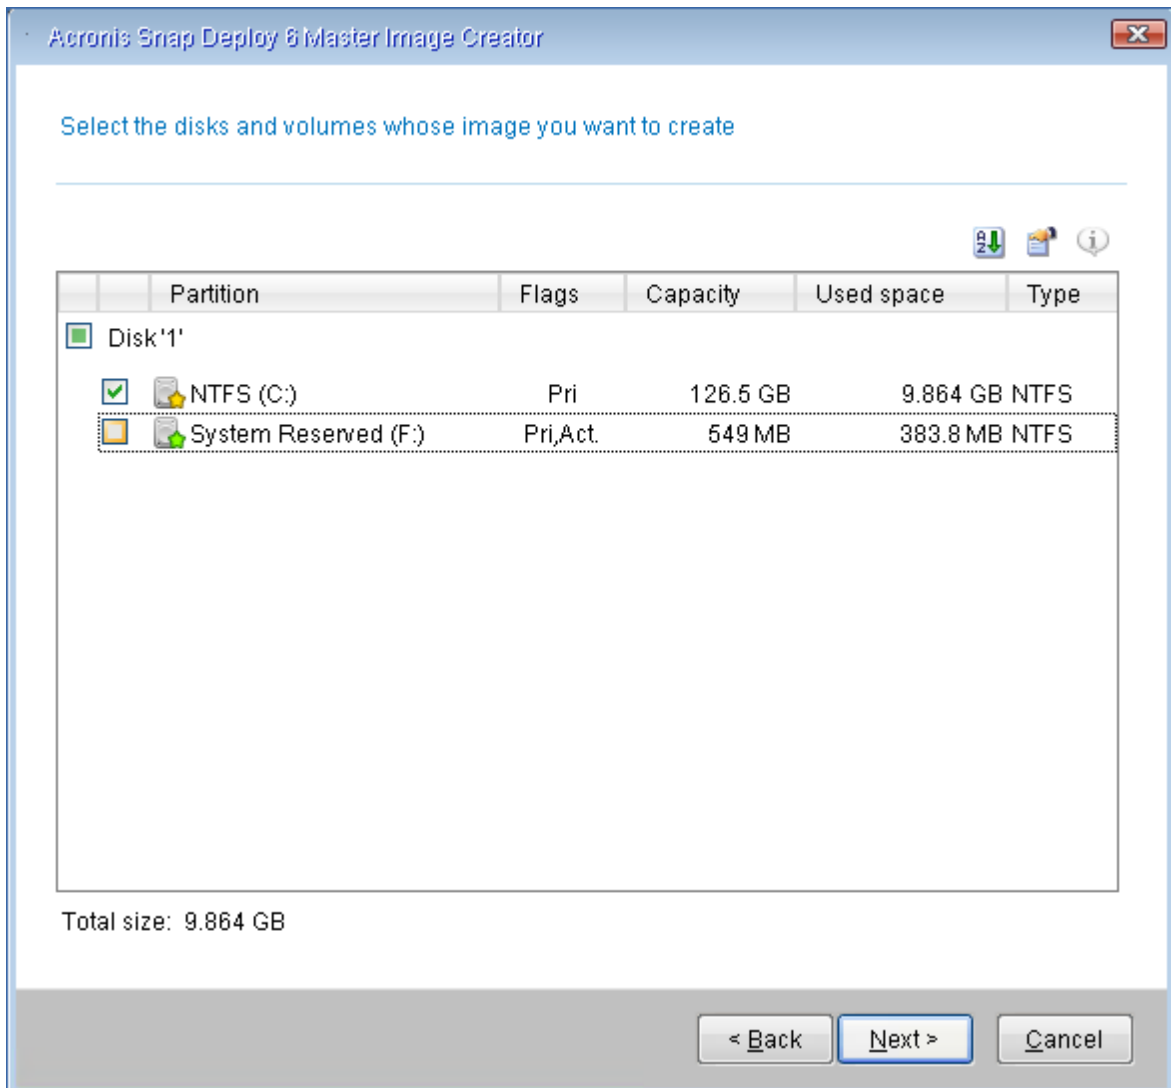 Acronis Snap Deploy 6 Master Image Creator
Select the disks and volumes whose image you want to create
Partition Flags Capacity Used space Type
Disk '1'
NTFS (C:) Pri 126.5 GB 9.864 GB NTFS
System Reserved (F:) Pri,Act. 549 MB 383.8 MB NTFS
Total size: 9.864 GB
< Back Next > Cancel